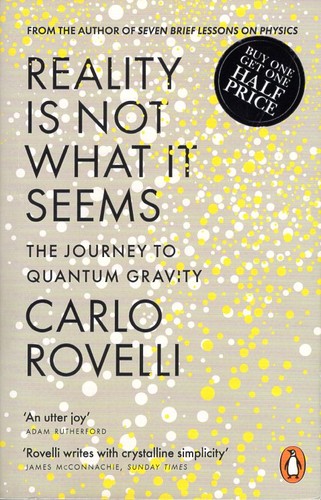 FROM THE AUTHOR OF SEVEN BRIEF LESSONS ON PHYSICS
BUY ONE
GET ONE
HALF
PRICE
REALITY
IS NOT
WHAT iT
SEEMS
THE JOURNEY TO
QUANTUM GRAViTY
CARLO
ROVELLI
'An utter joy'
ADAM RUTHERFORD
'Rovelli writes with crystalline simplicity'
JAMES McCONNACHIE, SUNDAY TIMES